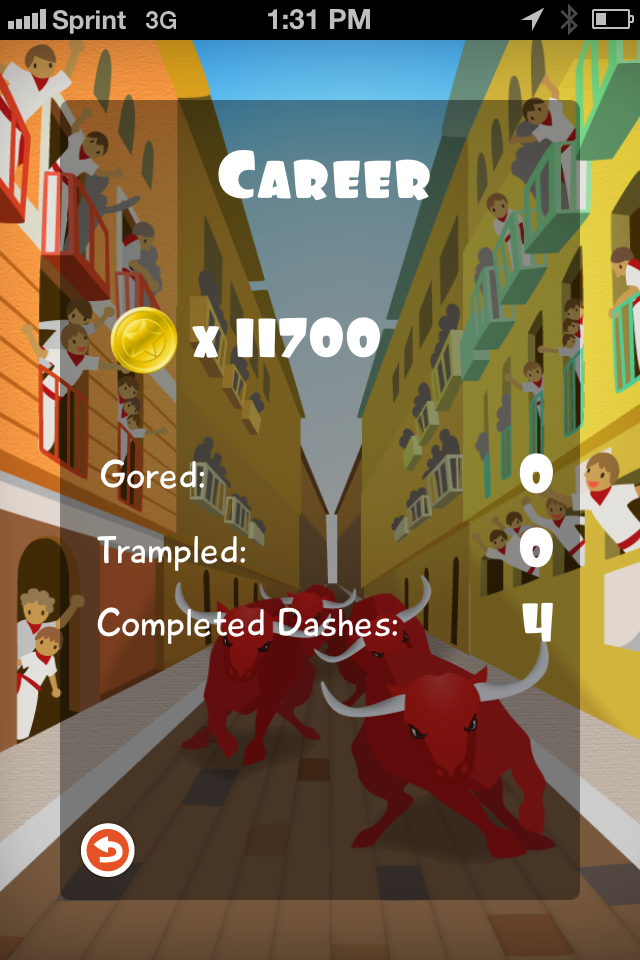 Sprint 3G 1:31 PM
Career
x 11700
Gored: 0
Trampled: 0
Completed Dashes: 4